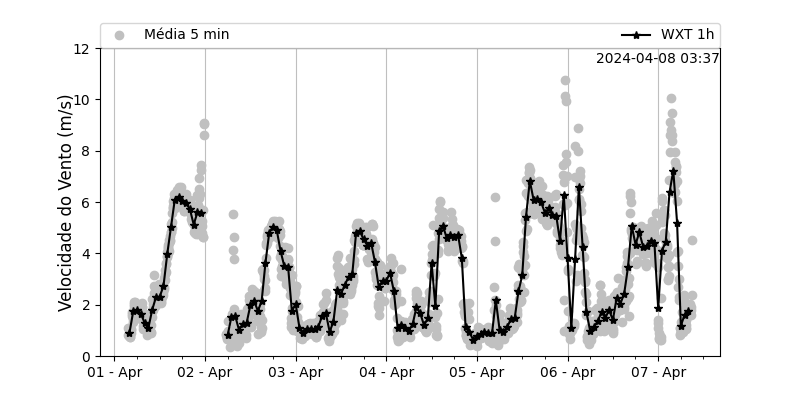 Média 5 min
WXT 1h
2024-04-08 03:37
Velocidade do Vento (m/s)
12
10
8
6
4
2
0
01 - Apr
02 - Apr
03 - Apr
04 - Apr
05 - Apr
06 - Apr
07 - Apr